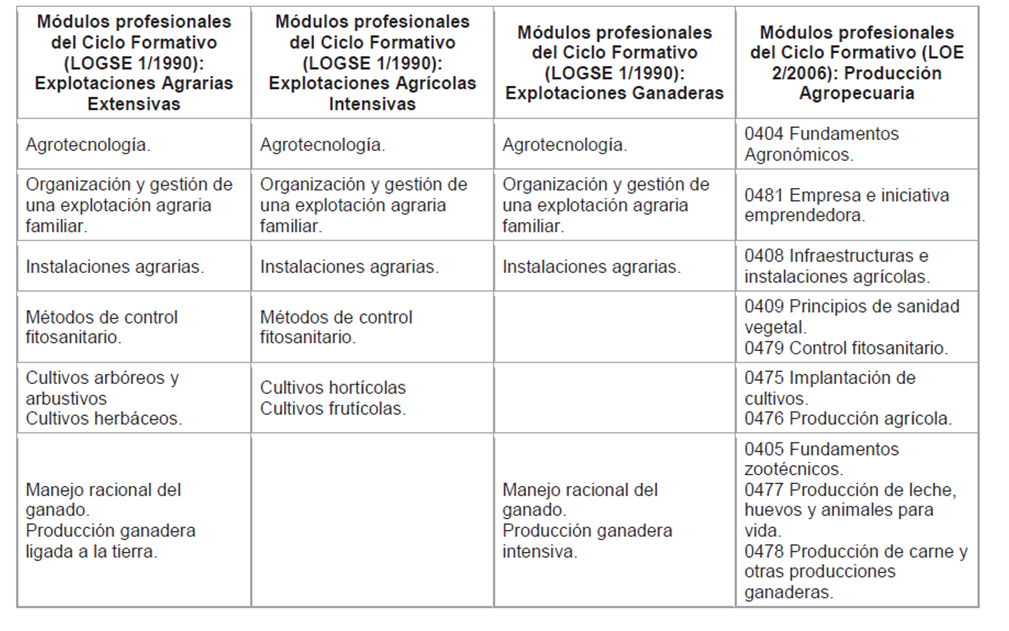 Módulos profesionales
del Ciclo Formativo
(LOGSE 1/1990):
Explotaciones Agrarias
Extensivas
Módulos profesionales
del Ciclo Formativo
(LOGSE 1/1990):
Explotaciones Agrícolas
Intensivas
Módulos profesionales
del Ciclo Formativo
(LOGSE 1/1990):
Explotaciones Ganaderas
Módulos profesionales
del Ciclo Formativo (LOE
2/2006): Producción
Agropecuaria
Agrotecnología.
Agrotecnología.
Agrotecnología.
0404 Fundamentos
Agronómicos.
Organización y gestión de
una explotación agraria
familiar.
Organización y gestión de
una explotación agraria
familiar.
Organización y gestión de
una explotación agraria
familiar.
0481 Empresa e iniciativa
emprendedora.
Instalaciones agrarias.
Instalaciones agrarias.
Instalaciones agrarias.
0408 Infraestructuras e
instalaciones agrícolas.
Métodos de control
fitosanitario.
Métodos de control
fitosanitario.
0409 Principios de sanidad
vegetal.
0479 Control fitosanitario.
Cultivos arbóreos y
arbustivos
Cultivos herbáceos.
Cultivos hortícolas
Cultivos frutícolas.
0475 Implantación de
cultivos.
0476 Producción agrícola.
Manejo racional del
ganado.
Producción ganadera
ligada a la tierra.
Manejo racional del
ganado.
Producción ganadera
intensiva.
0405 Fundamentos
zootécnicos.
0477 Producción de leche,
huevos y animales para
vida.
0478 Producción de carne y
otras producciones
ganaderas.